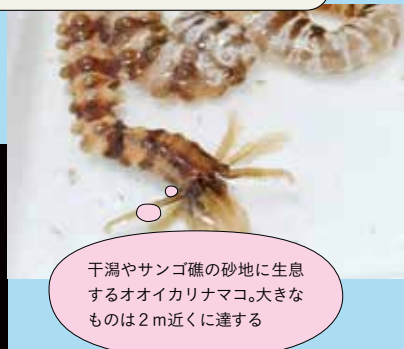 干潟やサンゴ礁の砂地に生息
するオオイカリナマコ。大きな
ものは２ｍ近くに達する